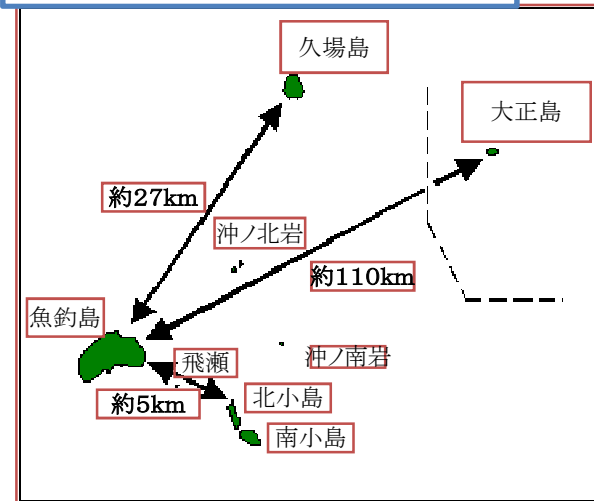 久場島
大正島
約27km
沖ノ北岩
約110km
魚釣島
飛瀬
沖ノ南岩
約5km
北小島
南小島